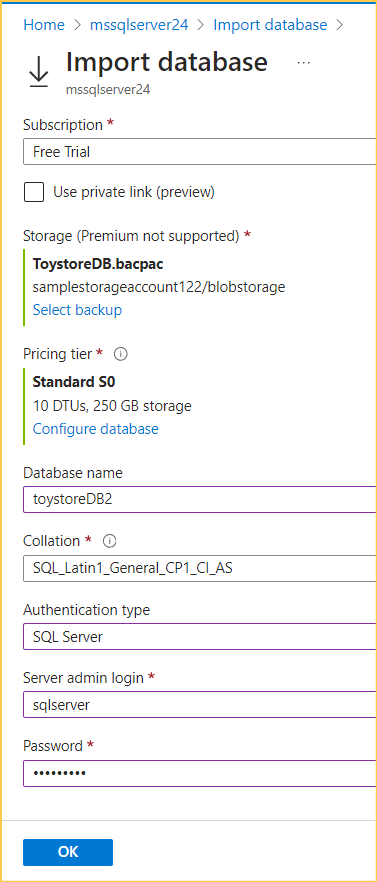 Home > mssqlserver24 > Import database >
Import database ...
mssqlserver24
Subscription *
Free Trial
Use private link (preview)
Storage (Premium not supported) *
ToystoreDB.bacpac
samplestorageaccount122/blobstorage
Select backup
Pricing tier *
Standard S0
10 DTUs, 250 GB storage
Configure database
Database name
toystoreDB2
Collation *
SQL_Latin1_General_CP1_CI_AS
Authentication type
SQL Server
Server admin login *
sqlserver
Password *
•••••••••
OK